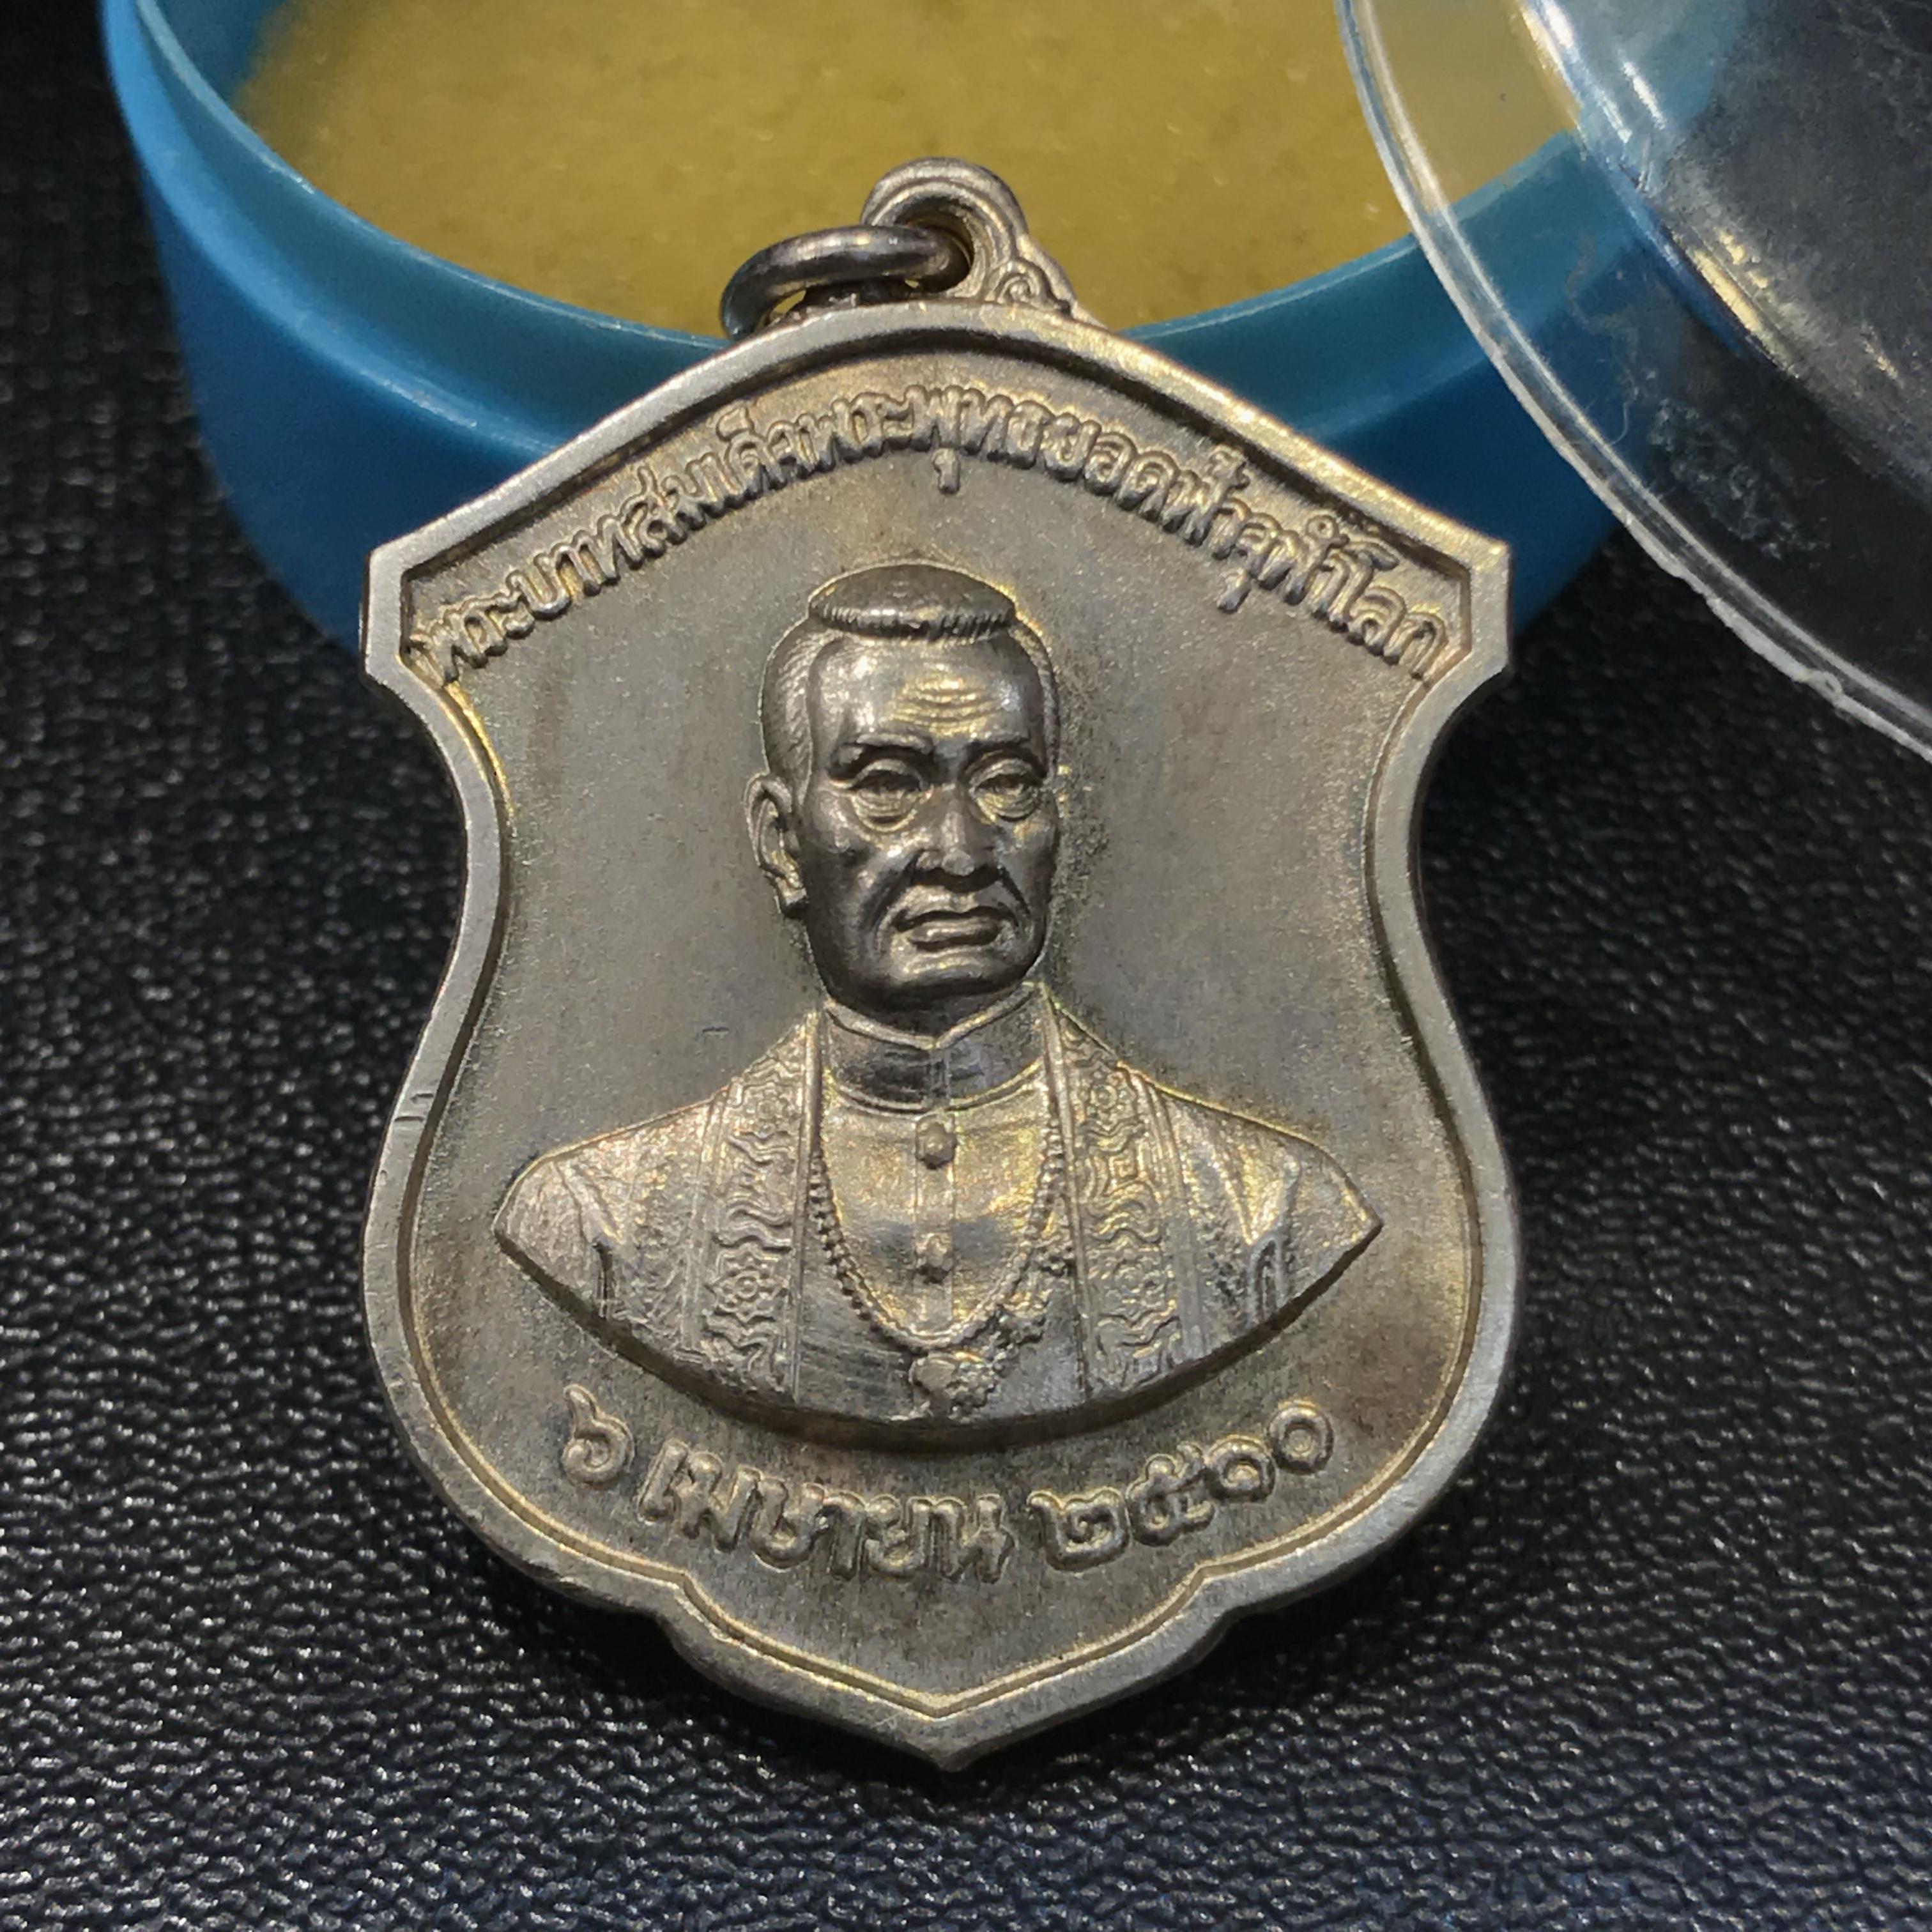 พระบาทสมเด็จพระพุทธยอดฟ้าจุฬาโลก
๖ เมษายน ๒๕๑๐